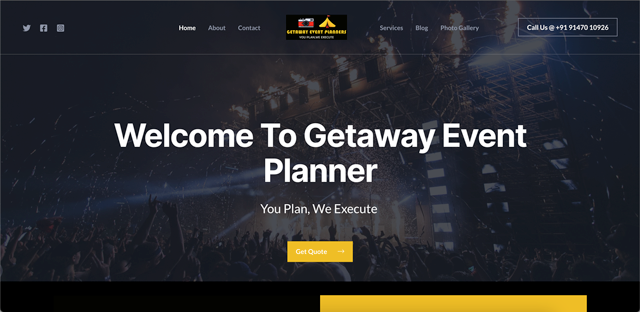 Home
About
Contact
GETAWAY EVENT PLANNERS
YOU PLAN,WE EXECUTE
Services
Blog
Photo Gallery
Call Us @ +91 91470 10926
Welcome To Getaway Event
Planner
You Plan, We Execute
Get Quote